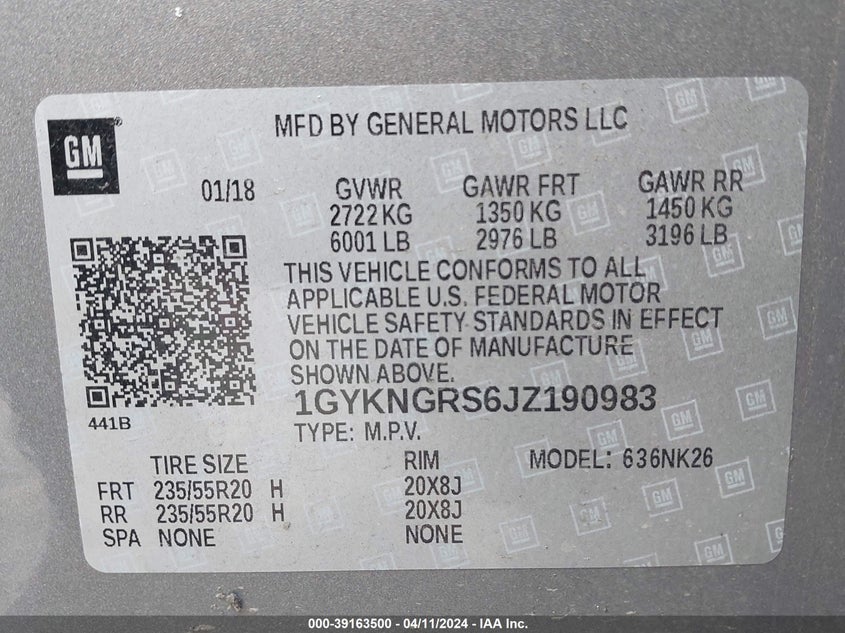 GM
MFD BY GENERAL MOTORS LLC
01/18 GVWR GAWR FRT GAWR RR
2722 KG 1350 KG 1450 KG
6001 LB 2976 LB 3196 LB
THIS VEHICLE CONFORMS TO ALL
APPLICABLE U.S. FEDERAL MOTOR
VEHICLE SAFETY STANDARDS IN EFFECT
ON THE DATE OF MANUFACTURE
SHOWN ABOVE.
1GYKNGRS6JZ190983
441B
TYPE: M.P.V.
TIRE SIZE RIM MODEL: 636NK26
FRT 235/55R20 H 20X8J
RR 235/55R20 H 20X8J
SPA NONE NONE
000-39163500 - 04/11/2024 - IAA Inc.